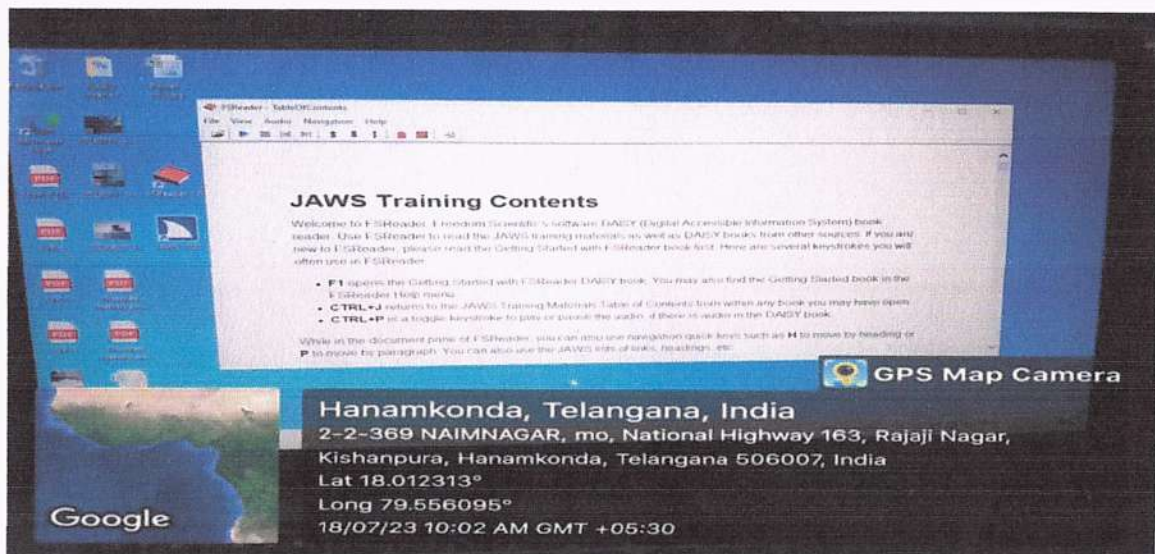 FSReader - TableOfContents
File View Audio Navigation Help
JAWS Training Contents
Welcome to FSReader, Freedom Scientific's software DAISY (Digital Accessible Information System) book
reader. Use FSReader to read the JAWS training materials as well as DAISY books from other sources. If you are
new to FSReader, please read the Getting Started with FSReader book first. Here are several keystrokes you will
often use in FSReader
• F1 opens the Getting Started with FSReader DAISY book. You may also find the Getting Started book in the
FSReader Help menu
• CTRL+J returns to the JAWS Training Materials Table of Contents from within any book you may have open
• CTRL+P is a toggle keystroke to play or pause the audio, if there is audio in the DAISY book.
While in the document pane of FSReader, you can also use navigation quick keys such as H to move by heading or
P to move by paragraph. You can also use the JAWS lists of links, headings, etc.
PDF
PDF
PDF PDF
PDF PDF
GPS Map Camera
Hanamkonda, Telangana, India
2-2-369 NAIMNAGAR, mo, National Highway 163, Rajaji Nagar,
Kishanpura, Hanamkonda, Telangana 506007, India
Lat 18.012313°
Long 79.556095°
18/07/23 10:02 AM GMT +05:30
Google